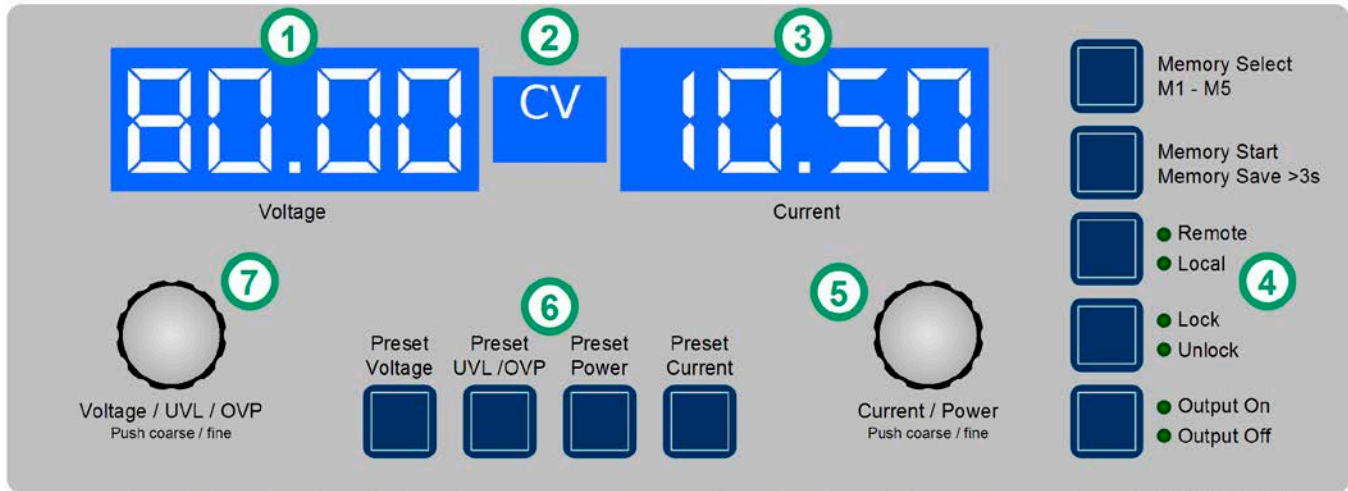 1
2
3
80.00
CV
10.50
Voltage
Current
Memory Select
M1 - M5
Memory Start
Memory Save >3s
Remote
Local
4
Lock
Unlock
Output On
Output Off
7
5
6
Preset
Voltage
Preset
UVL /OVP
Preset
Power
Preset
Current
Voltage / UVL / OVP
Push coarse / fine
Current / Power
Push coarse / fine